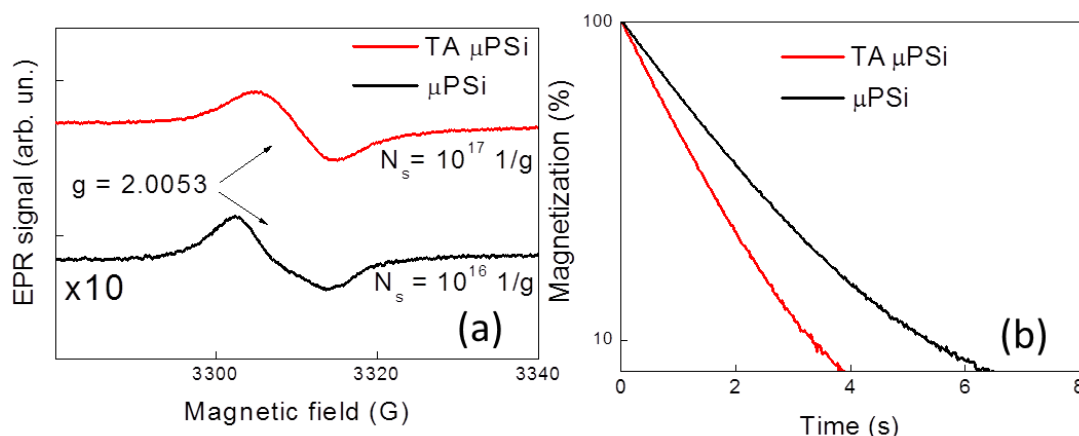 EPR signal (arb. un.)
TA μPSi
μPSi
N_s = 10^17 1/g
g = 2.0053
x10
N_s = 10^16 1/g
(a)
3300 3320 3340
Magnetic field (G)
Magnetization (%)
100
10
TA μPSi
μPSi
(b)
0 2 4 6 8
Time (s)